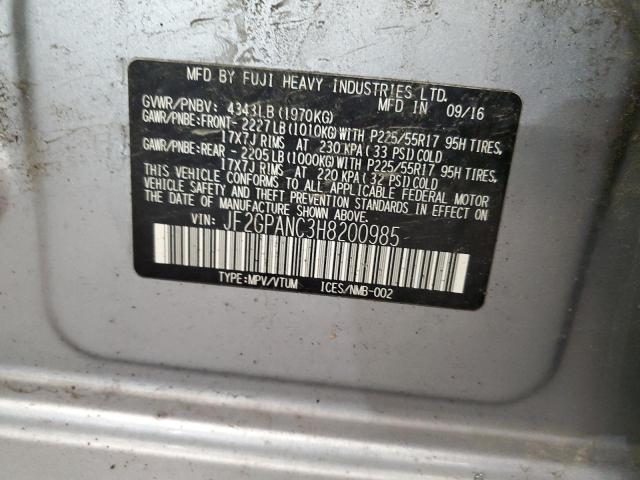 MFD BY FUJI HEAVY INDUSTRIES LTD.
MFD IN 09/16
GVWR/PNBV: 4343LB(1970KG)
GAWR/PNBE:FRONT-2227LB(1010KG)WITH P225/55R17 95H TIRES,
17X7J RIMS AT 230 KPA(33 PSI)COLD
GAWR/PNBE:REAR -2205LB(1000KG)WITH P225/55R17 95H TIRES,
17X7J RIMS AT 220 KPA(32 PSI)COLD
THIS VEHICLE CONFORMS TO ALL APPLICABLE FEDERAL MOTOR
VEHICLE SAFETY AND THEFT PREVENTION STANDARDS IN EFFECT ON
THE DATE OF MANUFACTURE SHOWN ABOVE.
VIN: JF2GPANC3H8200985
TYPE:MPV/VTUM ICES/NMB-002